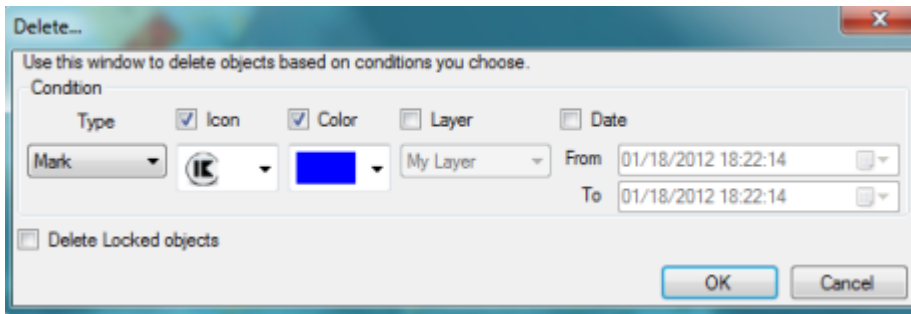 Delete...
Use this window to delete objects based on conditions you choose.
Condition
Type Icon Color Layer Date
Mark IK My Layer From 01/18/2012 18:22:14
To 01/18/2012 18:22:14
Delete Locked objects
OK Cancel